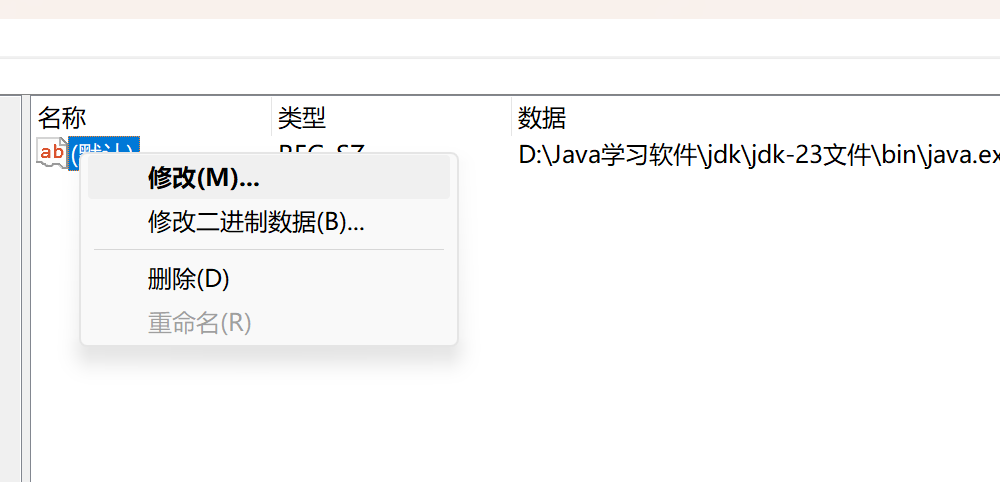 名称 类型 数据
ab (默认) REG_SZ D:\Java学习软件\jdk\jdk-23文件\bin\java.ex
修改(M)...
修改二进制数据(B)...
删除(D)
重命名(R)